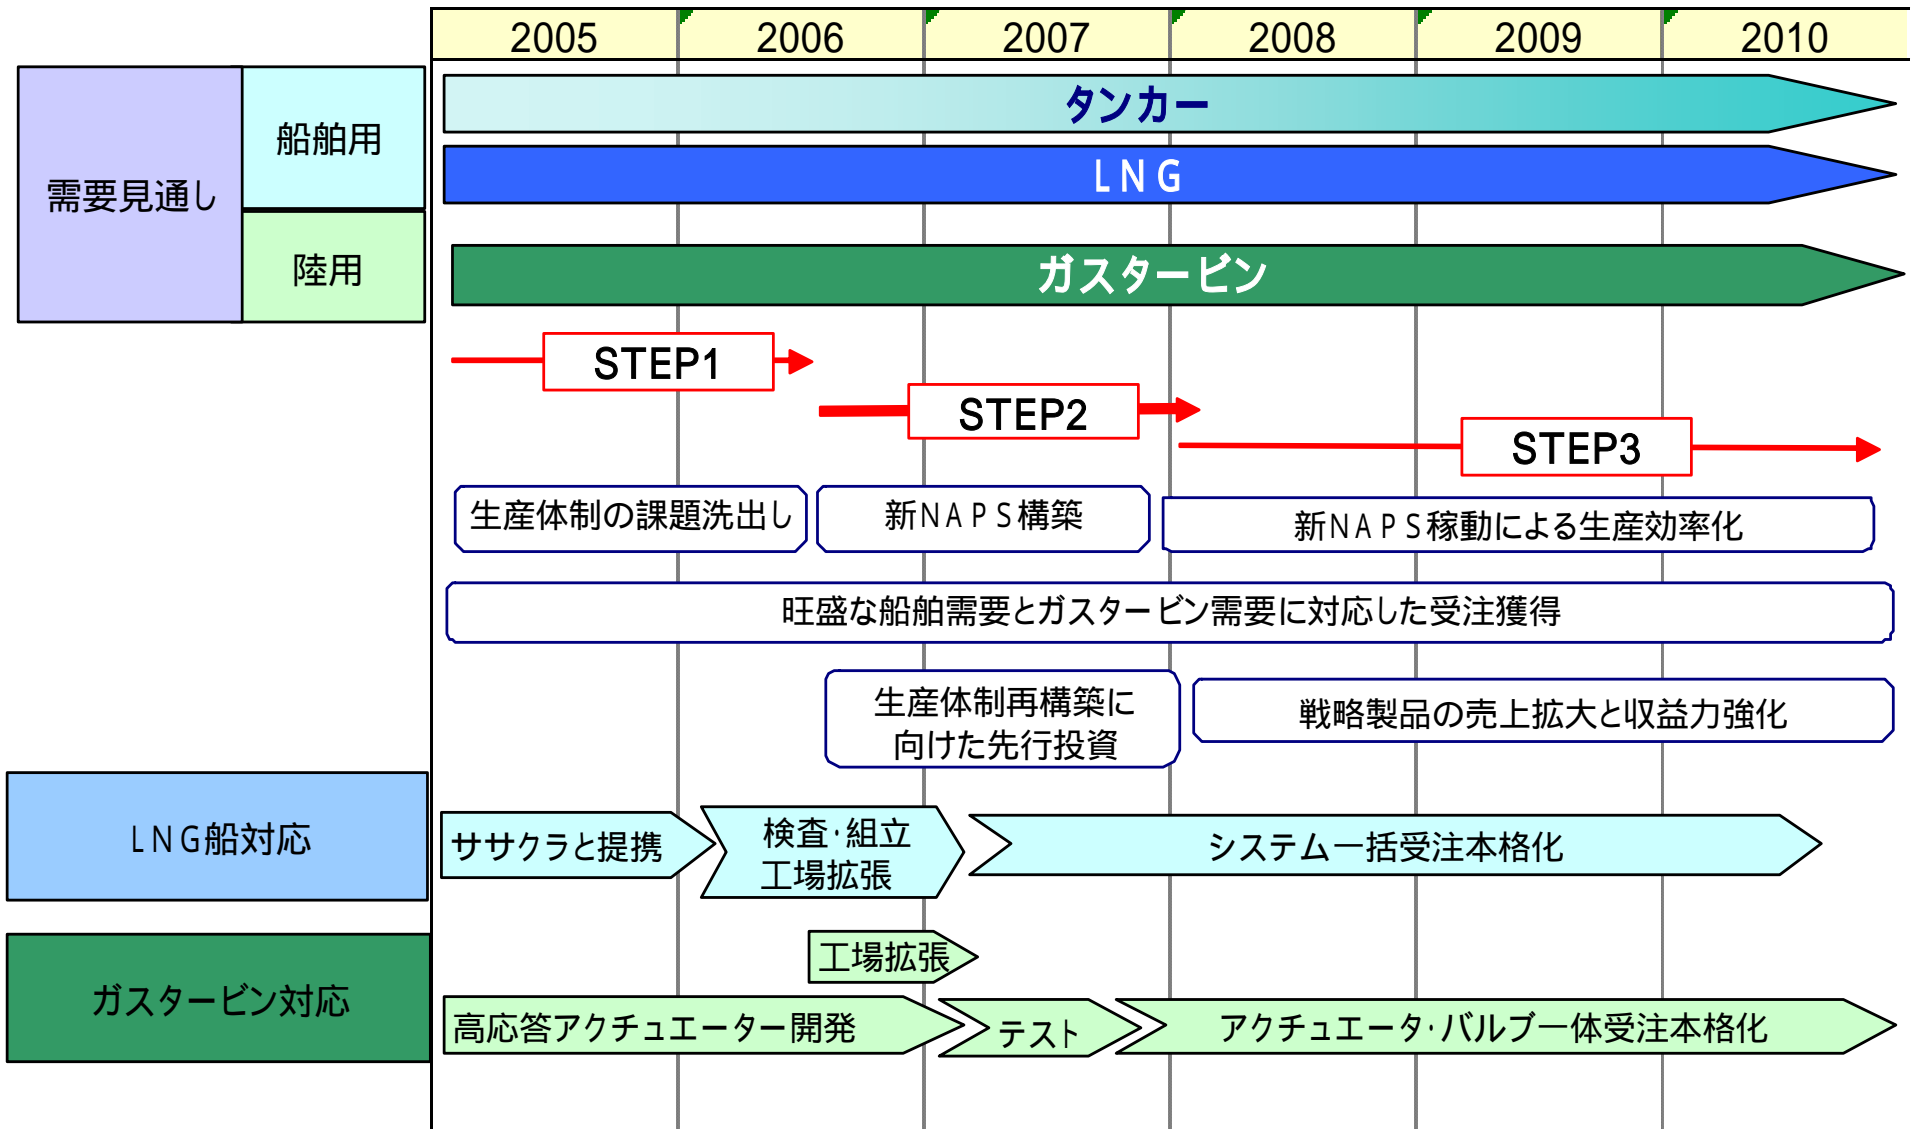 2005 2006 2007 2008 2009 2010
需要見通し
船舶用
陸用
タンカー
LNG
ガスタービン
STEP1
STEP2
STEP3
生産体制の課題洗出し
新NAPS構築
新NAPS稼動による生産効率化
旺盛な船舶需要とガスタービン需要に対応した受注獲得
生産体制再構築に
向けた先行投資
戦略製品の売上拡大と収益力強化
LNG船対応
ササクラと提携
検査・組立
工場拡張
システム一括受注本格化
ガスタービン対応
工場拡張
高応答アクチュエーター開発
テスト
アクチュエータ・バルブ一体受注本格化